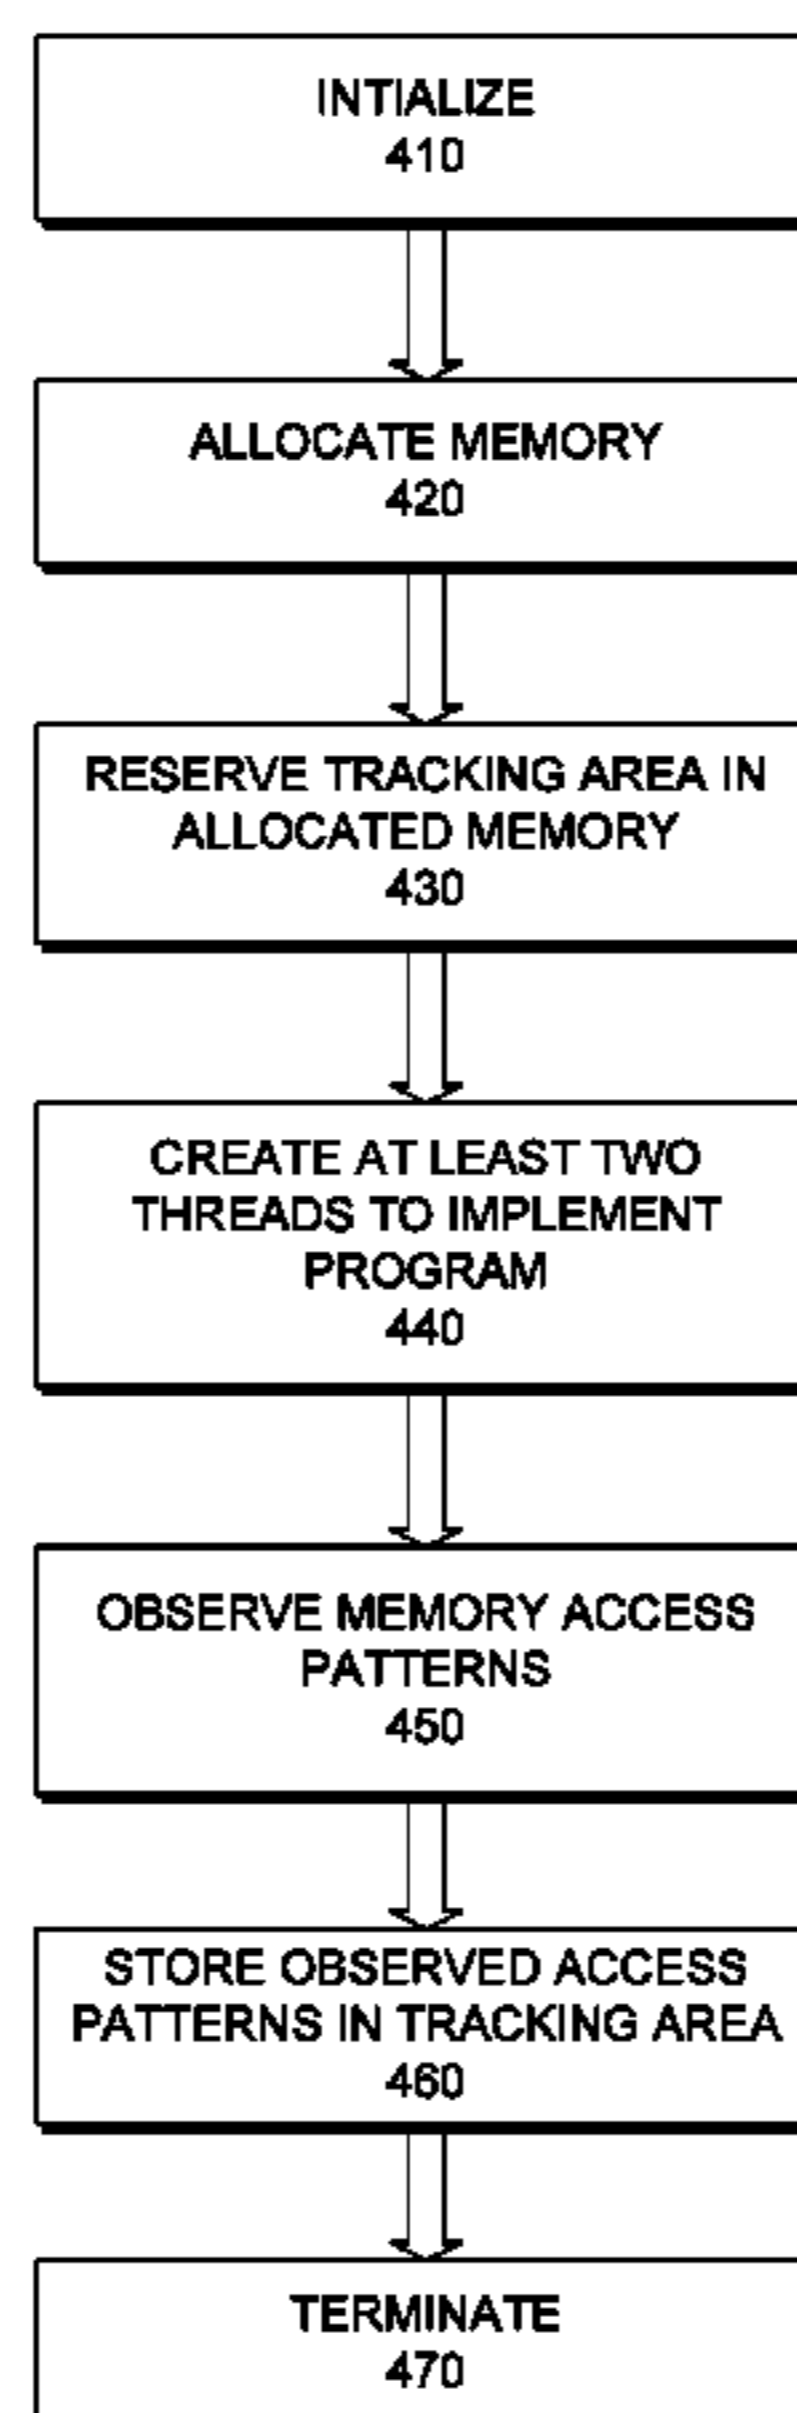 INTIALIZE
410
ALLOCATE MEMORY
420
RESERVE TRACKING AREA IN
ALLOCATED MEMORY
430
CREATE AT LEAST TWO
THREADS TO IMPLEMENT
PROGRAM
440
OBSERVE MEMORY ACCESS
PATTERNS
450
STORE OBSERVED ACCESS
PATTERNS IN TRACKING AREA
460
TERMINATE
470